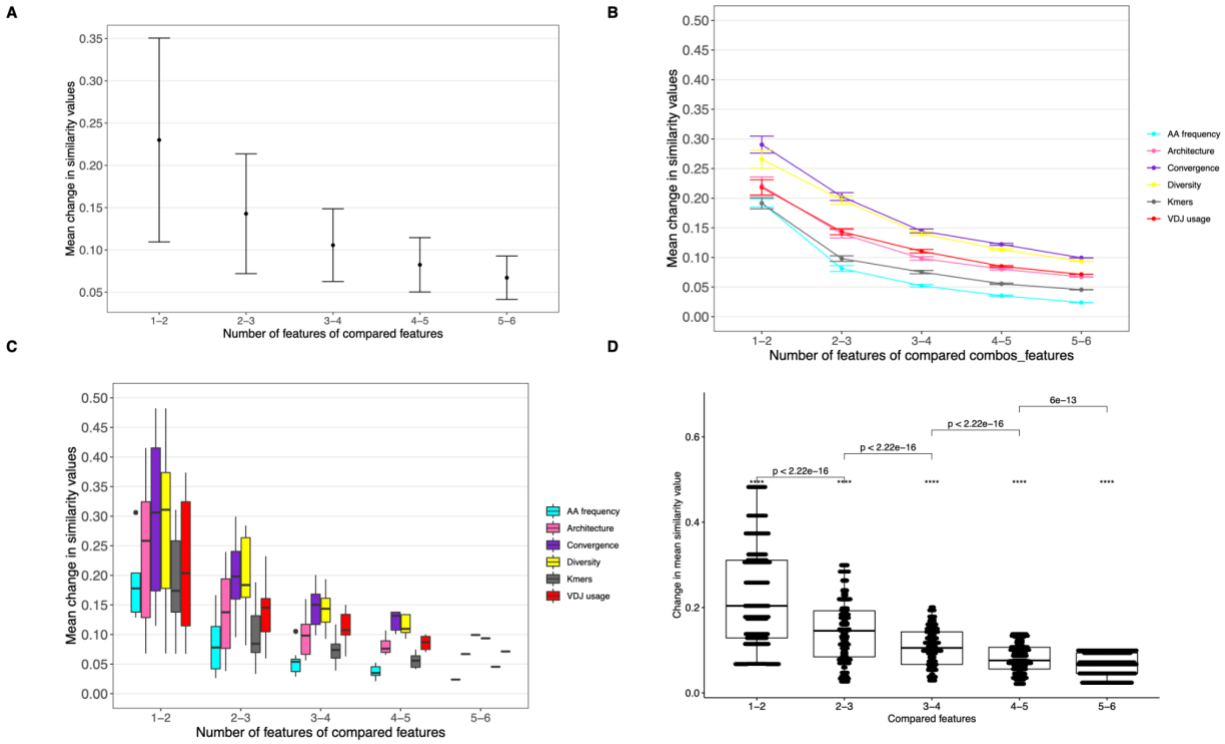 A
Mean change in similarity values
0.35
0.30
0.25
0.20
0.15
0.10
0.05
1–2
2–3
3–4
4–5
5–6
Number of features of compared features
B
Mean change in similarity values
0.50
0.45
0.40
0.35
0.30
0.25
0.20
0.15
0.10
0.05
0.00
1–2
2–3
3–4
4–5
5–6
Number of features of compared combos_features
AA frequency
Architecture
Convergence
Diversity
Kmers
VDJ usage
C
Mean change in similarity values
0.50
0.45
0.40
0.35
0.30
0.25
0.20
0.15
0.10
0.05
0.00
1–2
2–3
3–4
4–5
5–6
Number of features of compared features
AA frequency
Architecture
Convergence
Diversity
Kmers
VDJ usage
D
Change in mean similarity value
0.6
0.4
0.2
0.0
6e−13
p < 2.22e−16
p < 2.22e−16
p < 2.22e−16
****
****
****
****
****
1–2
2–3
3–4
4–5
5–6
Compared features